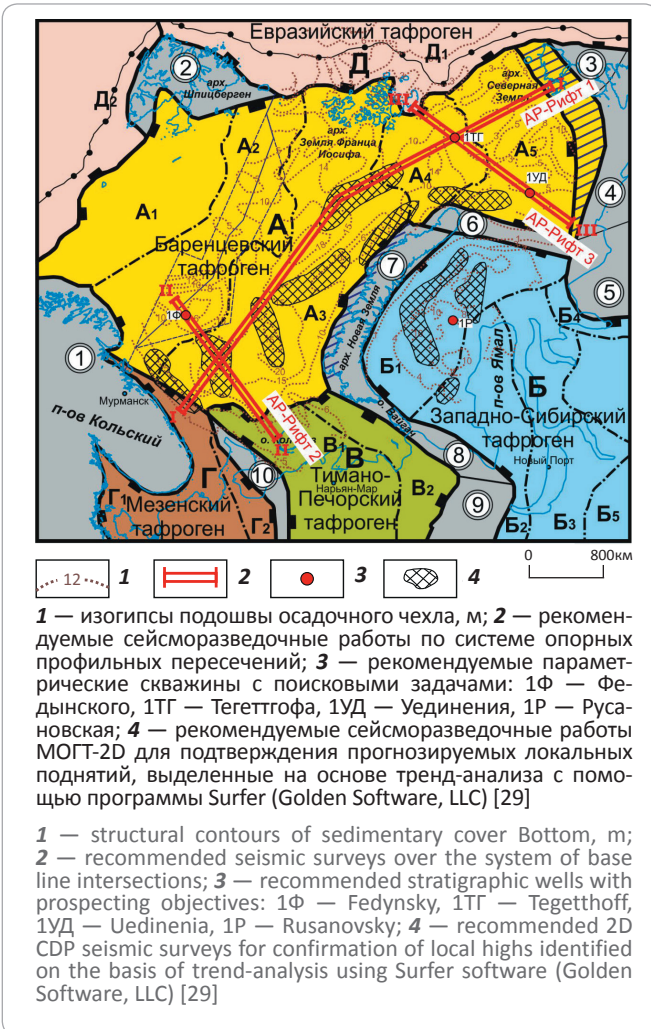 Евразийский тафроген
Д
Д₁
Д₂
2
арх. Шпицберген
арх. Северная Земля
3
АР-Рифт 1
I
III
арх. Земля Франца Иосифа
1ТГ
А₂
А₄
А₅
1УД
4
А₁
А
Баренцевский тафроген
АР-Рифт 3
III
6
7
5
II
1Ф
А₃
арх. Новая Земля
1Р
Б₁
Б₄
п-ов Ямал
Б
Западно-Сибирский тафроген
1
Мурманск
п-ов Кольский
I
АР-Рифт 2
II
о. Вайгач
В₁
В
Тимано-Печорский тафроген
Нарьян-Мар
В₂
8
Новый Порт
9
10
Г
Г₁
Мезенский тафроген
Г₂
Б₂
Б₃
Б₅
0 800км
12 1 2 3 4
1 — изогипсы подошвы осадочного чехла, м; 2 — рекомен-
дуемые сейсморазведочные работы по системе опорных
профильных пересечений; 3 — рекомендуемые парамет-
рические скважины с поисковыми задачами: 1Ф — Фе-
дынского, 1ТГ — Тегеттгофа, 1УД — Уединения, 1Р — Руса-
новская; 4 — рекомендуемые сейсморазведочные работы
МОГТ-2D для подтверждения прогнозируемых локальных
поднятий, выделенные на основе тренд-анализа с помо-
щью программы Surfer (Golden Software, LLC) [29]
1 — structural contours of sedimentary cover Bottom, m;
2 — recommended seismic surveys over the system of base
line intersections; 3 — recommended stratigraphic wells with
prospecting objectives: 1Ф — Fedynsky, 1ТГ — Tegetthoff,
1УД — Uedinenia, 1Р — Rusanovsky; 4 — recommended 2D
CDP seismic surveys for confirmation of local highs identified
on the basis of trend-analysis using Surfer software (Golden
Software, LLC) [29]